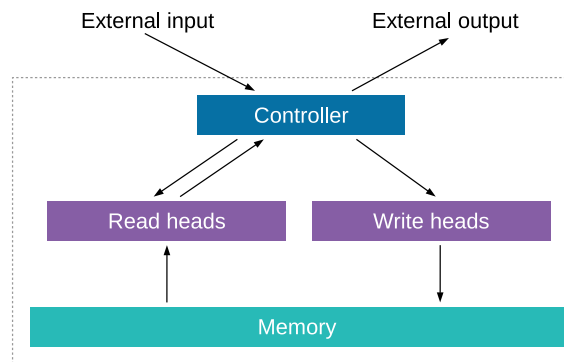 External input
External output
Controller
Read heads
Write heads
Memory